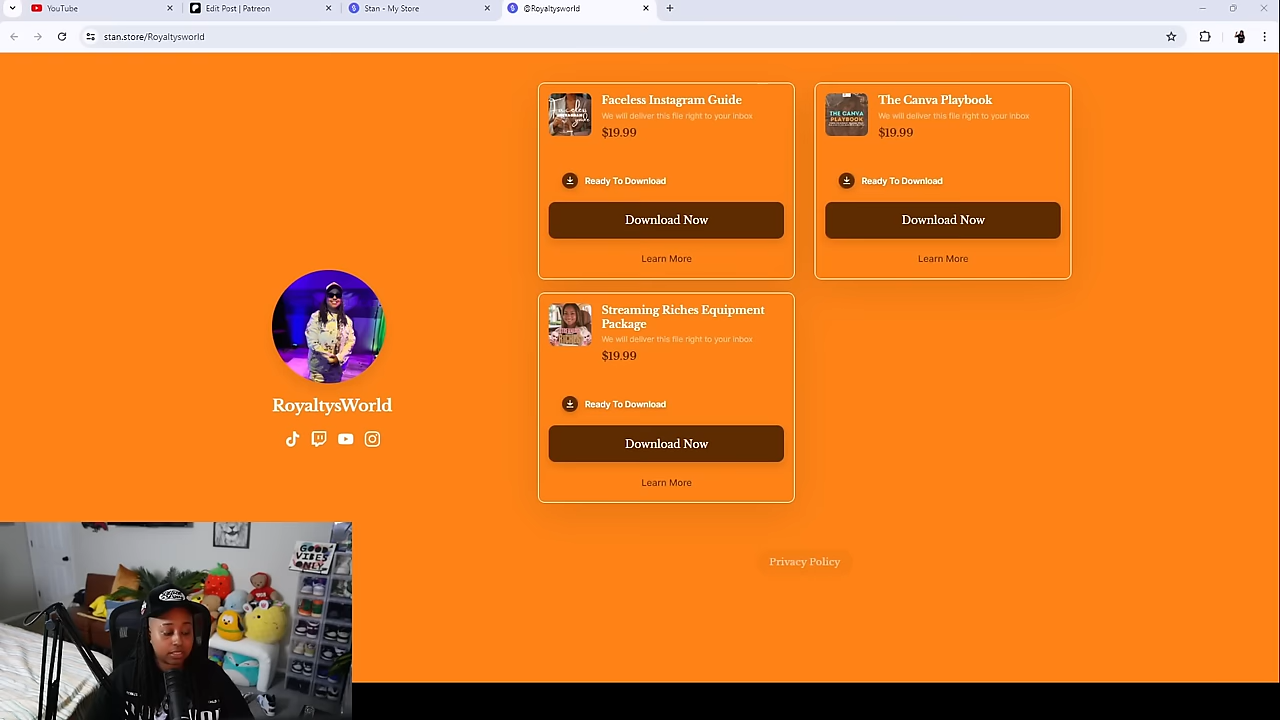 YouTube
Edit Post | Patreon
Stan - My Store
@Royaltysworld
stan.store/Royaltysworld
Faceless Instagram Guide
We will deliver this file right to your inbox
$19.99
Ready To Download
Download Now
Learn More
The Canva Playbook
We will deliver this file right to your inbox
$19.99
THE CANVA
PLAYBOOK
Ready To Download
Download Now
Learn More
Streaming Riches Equipment
Package
We will deliver this file right to your inbox
$19.99
Ready To Download
Download Now
Learn More
RoyaltysWorld
Privacy Policy
GOOD
VIBES
ONLY.